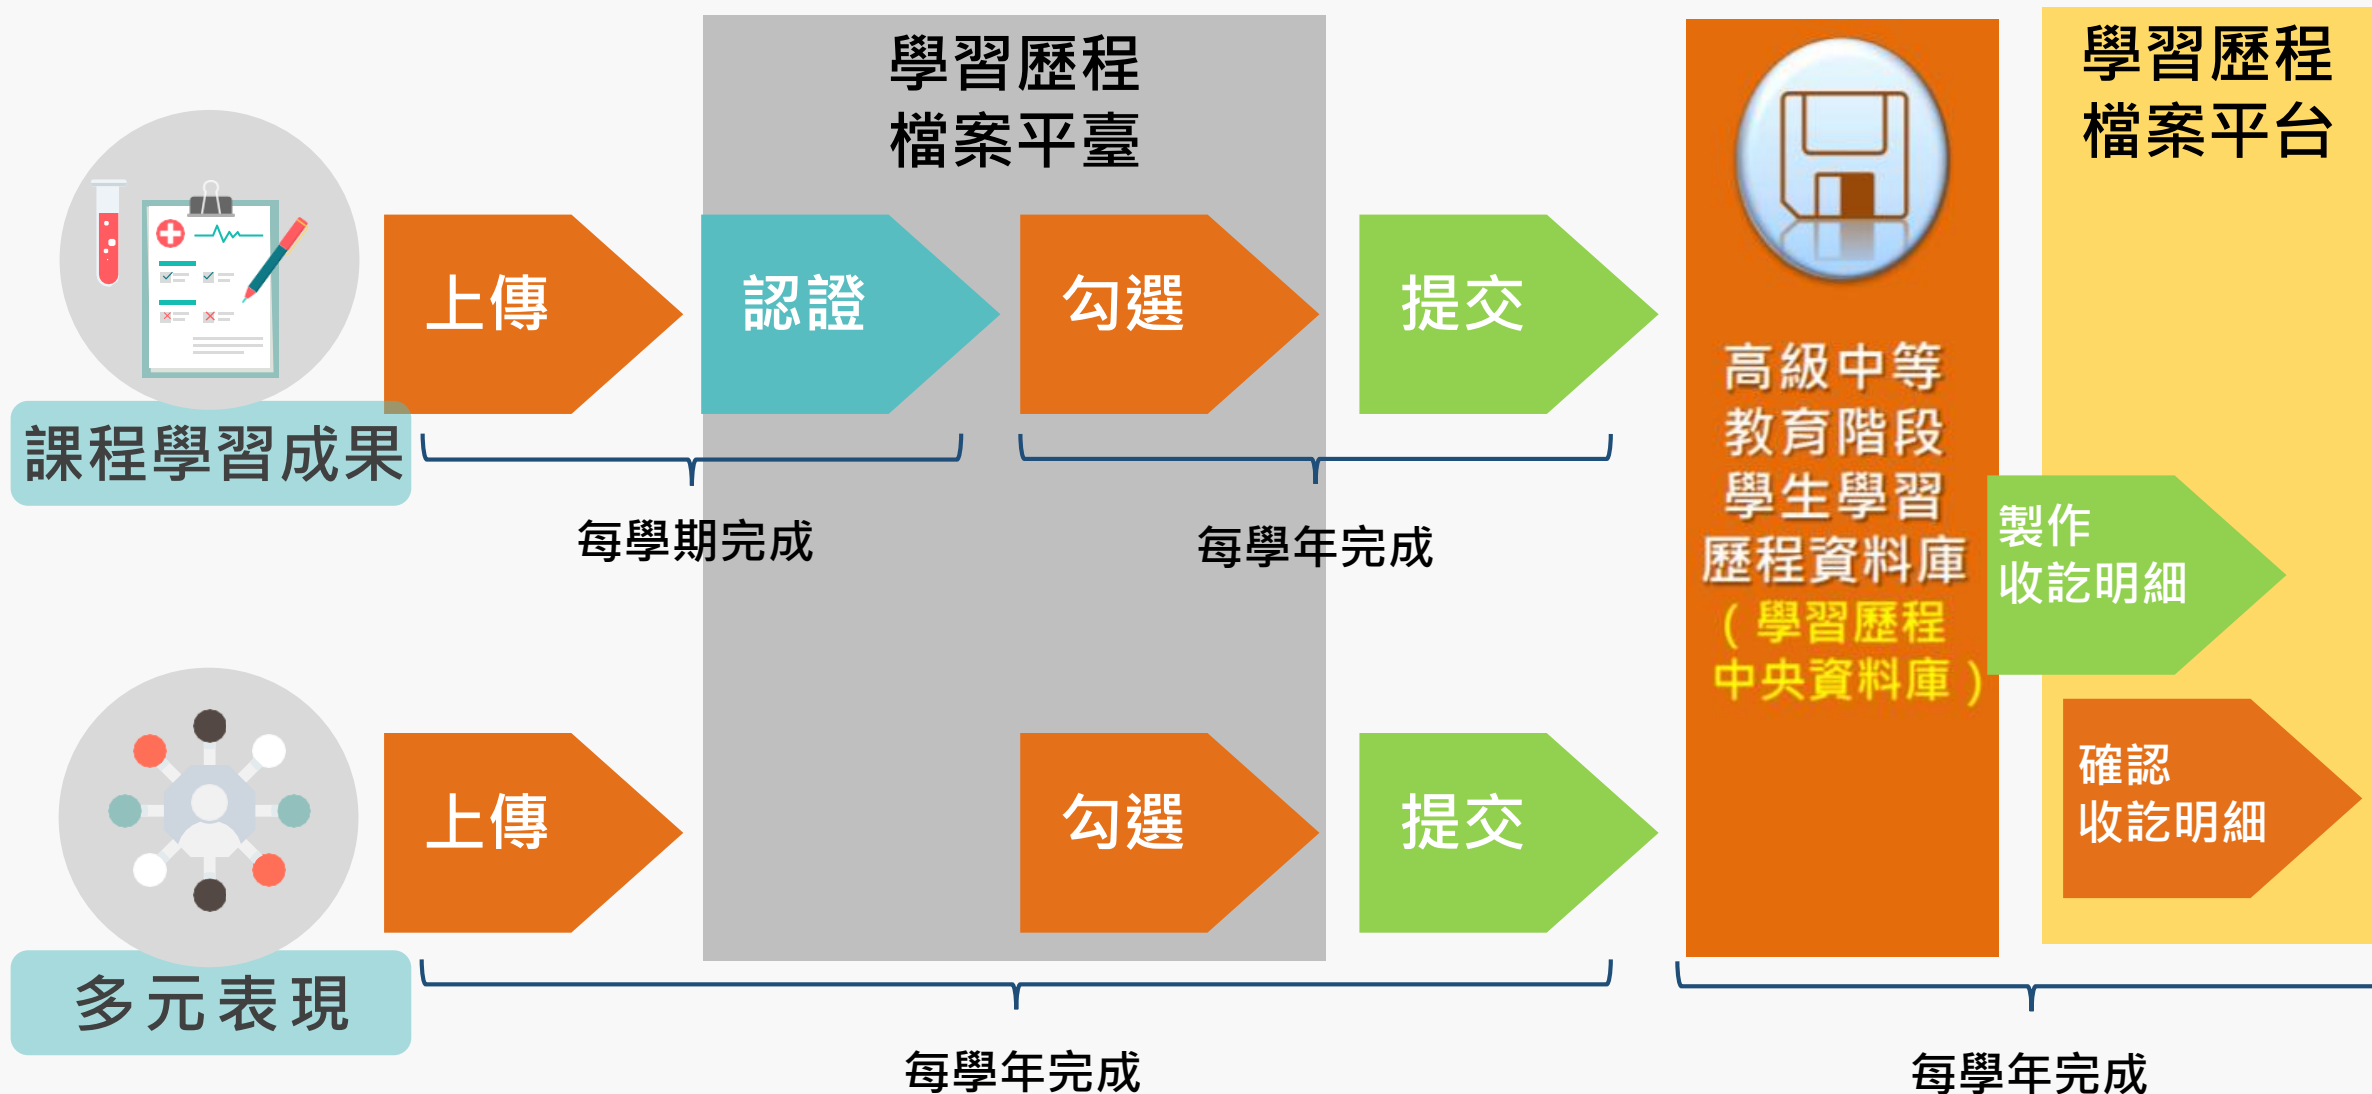 學習歷程
檔案平臺
學習歷程
檔案平台
上傳
認證
勾選
提交
課程學習成果
每學期完成
每學年完成
高級中等
教育階段
學生學習
歷程資料庫
（學習歷程
中央資料庫）
製作
收訖明細
確認
收訖明細
上傳
勾選
提交
多元表現
每學年完成
每學年完成